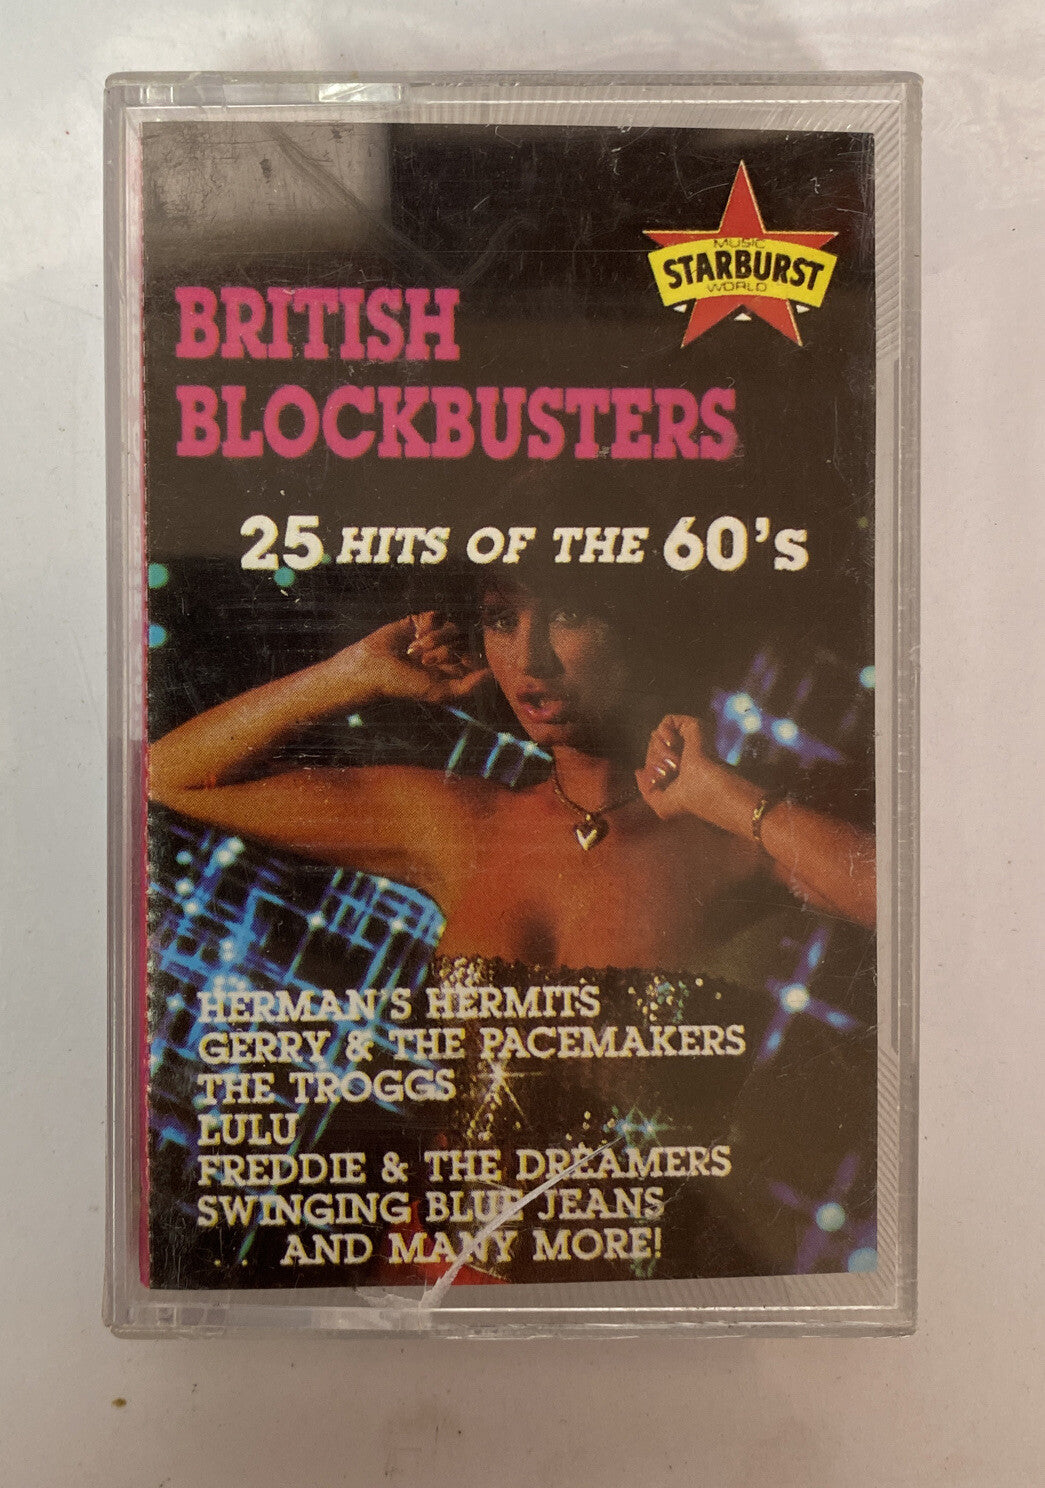 MUSIC
STARBURST
WORLD
BRITISH
BLOCKBUSTERS
25 HITS OF THE 60's
HERMAN'S HERMITS
GERRY & THE PACEMAKERS
THE TROGGS
LULU
FREDDIE & THE DREAMERS
SWINGING BLUE JEANS
... AND MANY MORE!